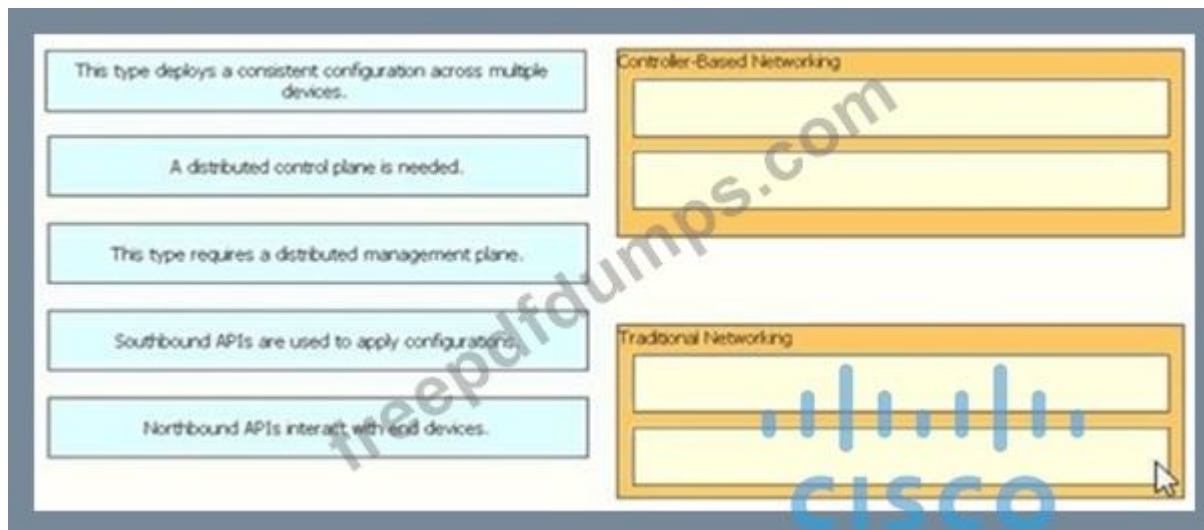 This type deploys a consistent configuration across multiple
devices.
A distributed control plane is needed.
This type requires a distributed management plane.
Southbound APIs are used to apply configurations.
Northbound APIs interact with end devices.
Controller-Based Networking
Traditional Networking
freepdfdumps.com
CISCO